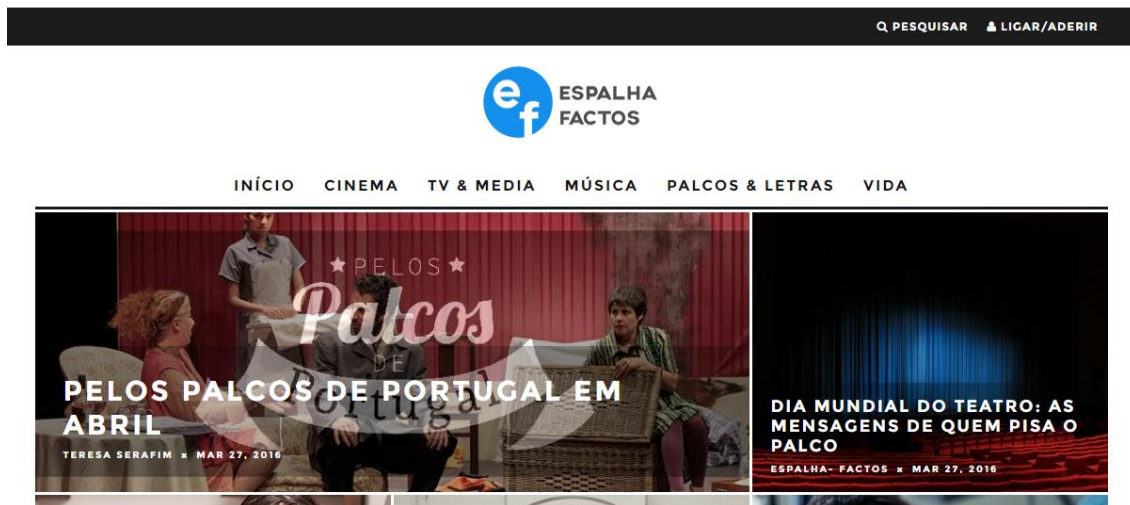 PESQUISAR LIGAR/ADERIR
ef
ESPALHA
FACTOS
INÍCIO CINEMA TV & MEDIA MÚSICA PALCOS & LETRAS VIDA
★ PELOS ★
Palcos
DE
Portugal
PELOS PALCOS DE PORTUGAL EM
ABRIL
TERESA SERAFIM x MAR 27, 2016
DIA MUNDIAL DO TEATRO: AS
MENSAGENS DE QUEM PISA O
PALCO
ESPALHA- FACTOS x MAR 27, 2016